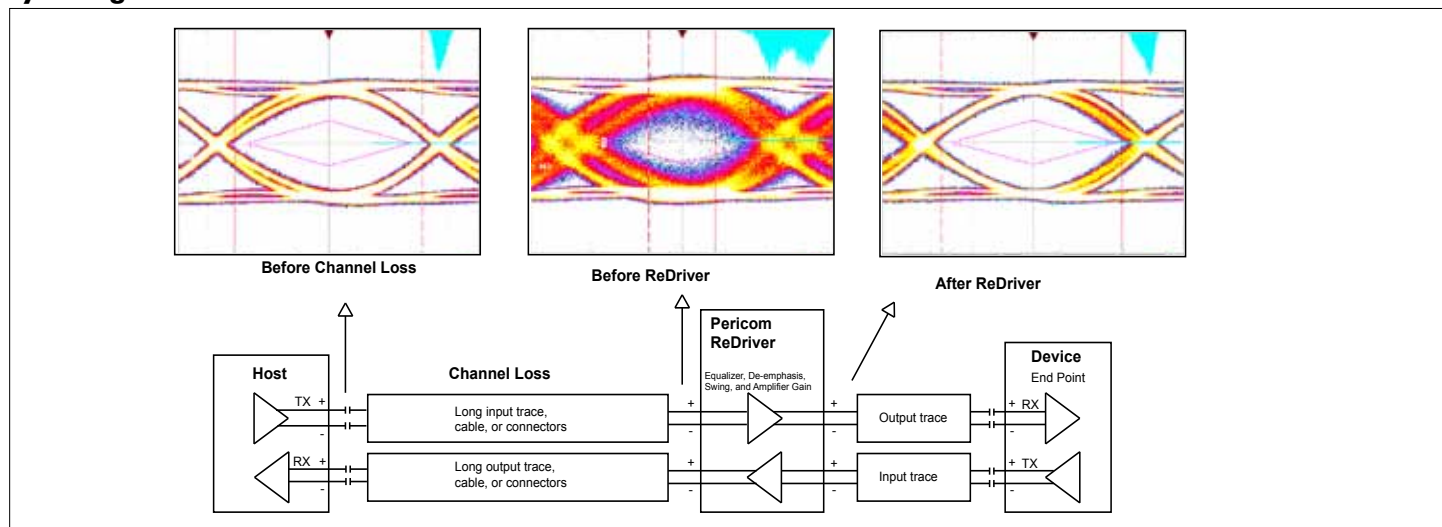 Before Channel Loss
Before ReDriver
After ReDriver
Pericom
ReDriver
Equalizer, De-emphasis,
Swing, and Amplifier Gain
Host
Channel Loss
Device
End Point
TX + -
Long input trace,
cable, or connectors
+ -
+ -
Output trace
+ RX -
RX + -
Long output trace,
cable, or connectors
+ -
+ -
Input trace
+ TX -